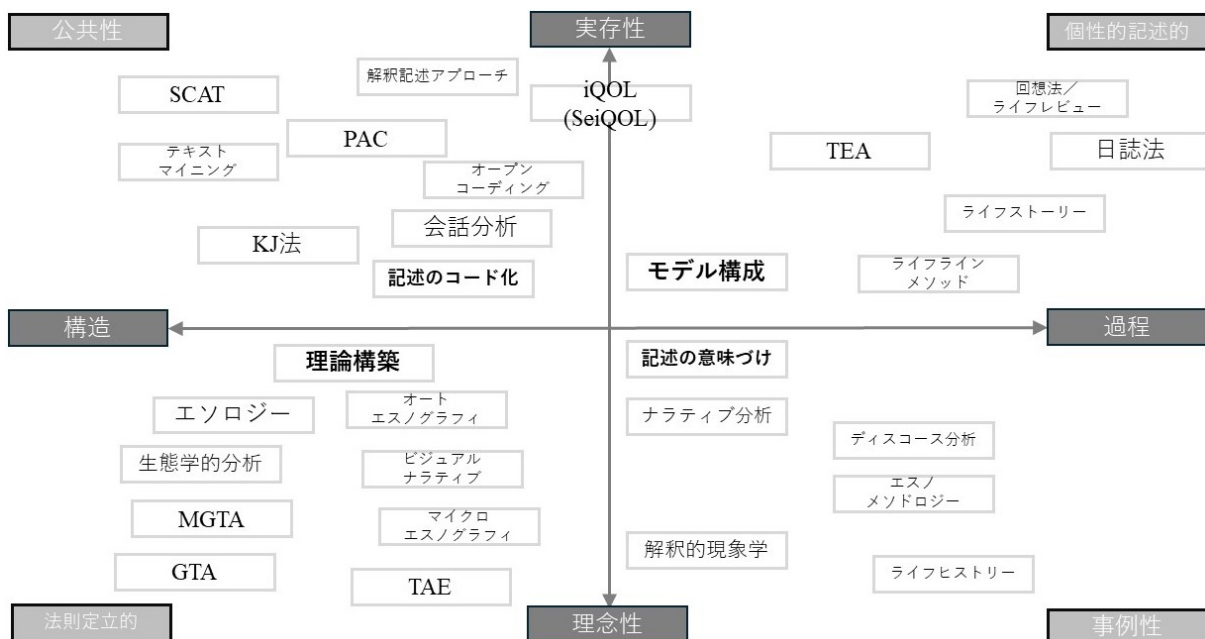 公共性
実存性
個性的記述的
解釈記述アプローチ
SCAT
iQOL
(SeiQOL)
回想法／
ライフレビュー
PAC
TEA
日誌法
テキスト
マイニング
オープン
コーディング
ライフストーリー
会話分析
KJ法
記述のコード化
モデル構成
ライフライン
メソッド
構造
過程
理論構築
記述の意味づけ
エソロジー
オート
エスノグラフィ
ナラティブ分析
ディスコース分析
生態学的分析
ビジュアル
ナラティブ
エスノ
メソドロジー
MGTA
マイクロ
エスノグラフィ
解釈的現象学
GTA
TAE
ライフヒストリー
法則定立的
理念性
事例性